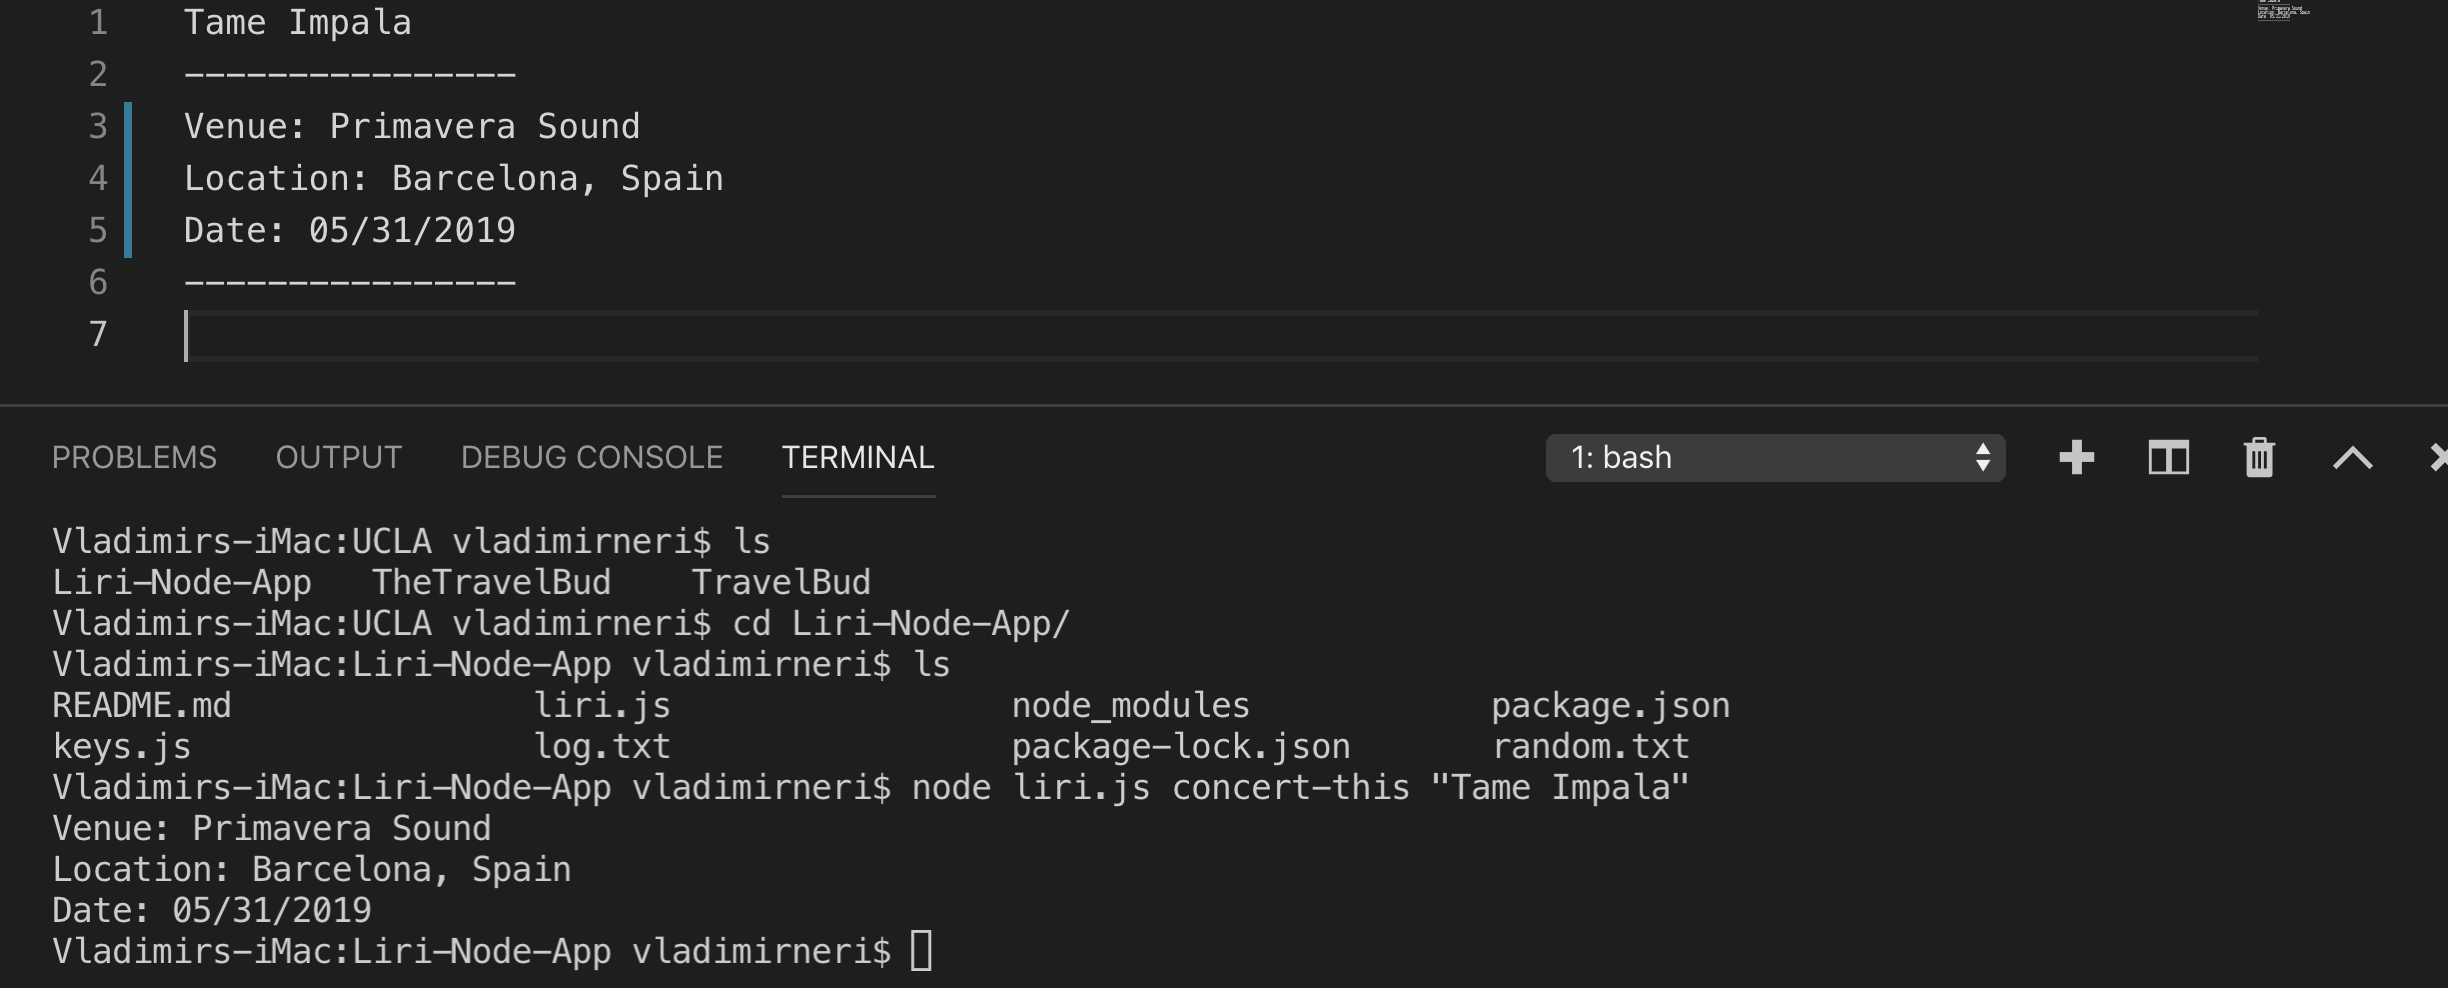 1 Tame Impala
2 ----------------
3 Venue: Primavera Sound
4 Location: Barcelona, Spain
5 Date: 05/31/2019
6 ----------------
7
PROBLEMS OUTPUT DEBUG CONSOLE TERMINAL 1: bash
Vladimirs-iMac:UCLA vladimirneri$ ls
Liri-Node-App TheTravelBud TravelBud
Vladimirs-iMac:UCLA vladimirneri$ cd Liri-Node-App/
Vladimirs-iMac:Liri-Node-App vladimirneri$ ls
README.md liri.js node_modules package.json
keys.js log.txt package-lock.json random.txt
Vladimirs-iMac:Liri-Node-App vladimirneri$ node liri.js concert-this "Tame Impala"
Venue: Primavera Sound
Location: Barcelona, Spain
Date: 05/31/2019
Vladimirs-iMac:Liri-Node-App vladimirneri$